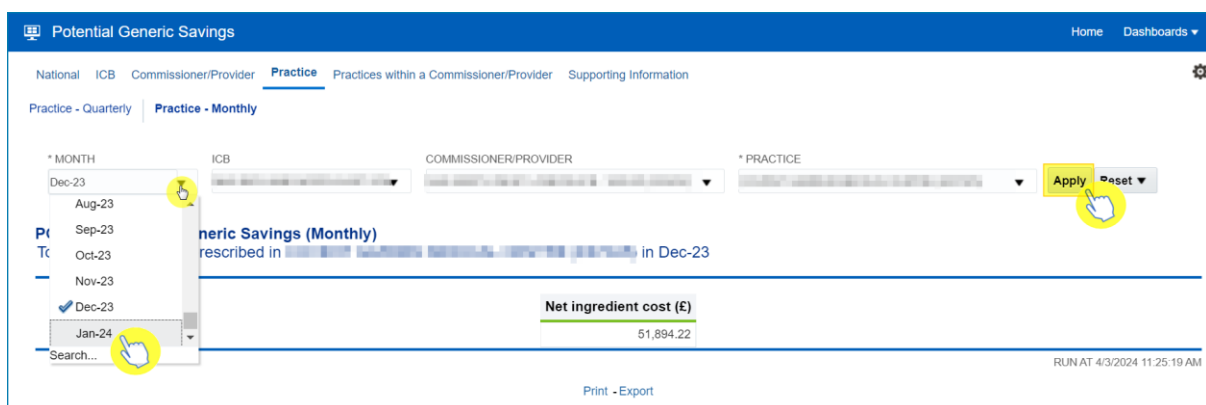 Potential Generic Savings Home Dashboards
National ICB Commissioner/Provider Practice Practices within a Commissioner/Provider Supporting Information
Practice - Quarterly Practice - Monthly
* MONTH ICB COMMISSIONER/PROVIDER * PRACTICE
Dec-23 Apply Reset
Aug-23
Sep-23
Oct-23
Nov-23
Dec-23
Jan-24
Search...
neric Savings (Monthly)
rescribed in in Dec-23
Net ingredient cost (£)
51,894.22
RUN AT 4/3/2024 11:25:19 AM
Print - Export